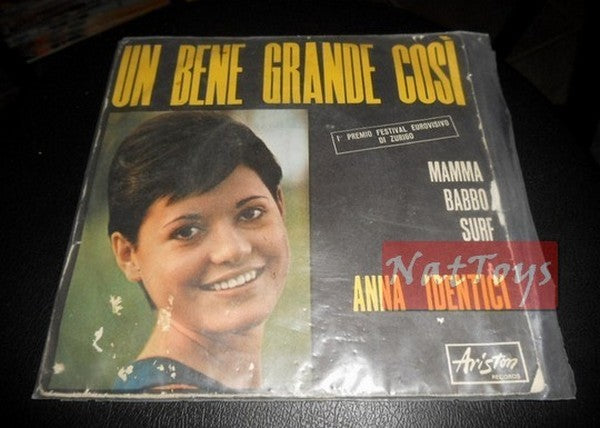 UN BENE GRANDE COSÌ
1° PREMIO FESTIVAL EUROVISIVO
DI ZURIGO
MAMMA
BABBO
SURF
NatToys
ANNA IDENTICI
Ariston
RECORDS